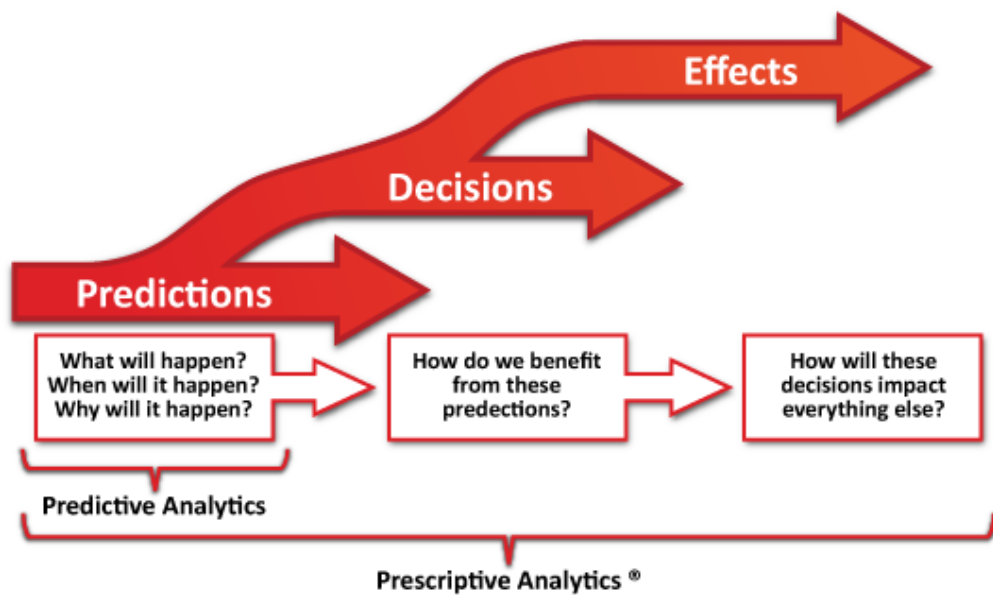 Effects
Decisions
Predictions
What will happen?
When will it happen?
Why will it happen?
How do we benefit
from these
predections?
How will these
decisions impact
everything else?
Predictive Analytics
Prescriptive Analytics ®